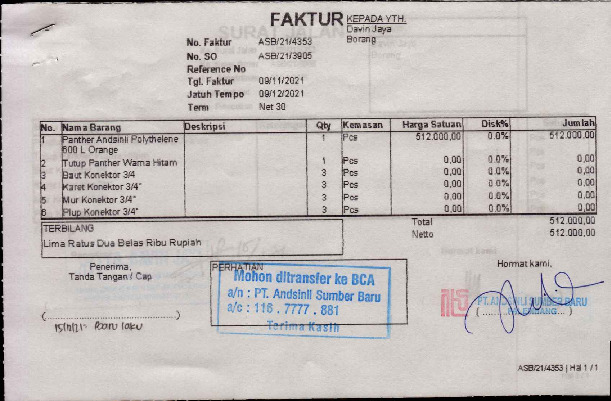 FAKTUR
KEPADA YTH.
Davin Jaya
Borang
No. Faktur ASB/21/4353
No. SO ASB/21/3905
Reference No
Tgl. Faktur 09/11/2021
Jatuh Tempo 09/12/2021
Term Net 30
No. Nama Barang Deskripsi Qty Kemasan Harga Satuan Disk% Jumlah
1 Panther Andsinli Polythelene 1 Pcs 512.000,00 0.0% 512.000,00
600 L Orange
2 Tutup Panther Warna Hitam 1 Pcs 0,00 0.0% 0,00
3 Baut Konektor 3/4 3 Pcs 0,00 0.0% 0,00
4 Karet Konektor 3/4" 3 Pcs 0,00 0.0% 0,00
5 Mur Konektor 3/4" 3 Pcs 0,00 0.0% 0,00
6 Plup Konektor 3/4" 3 Pcs 0,00 0.0% 0,00
TERBILANG
Lima Ratus Dua Belas Ribu Rupiah
Total 512.000,00
Netto 512.000,00
Penerima,
Tanda Tangan / Cap
PERHATIAN
Mohon ditransfer ke BCA
a/n : PT. Andsinli Sumber Baru
a/c : 116 . 7777 . 881
Terima Kasih
Hormat kami,
PT. ANDSINLI SUMBER BARU
PALEMBANG
ASB/21/4353 | Hal 1 / 1